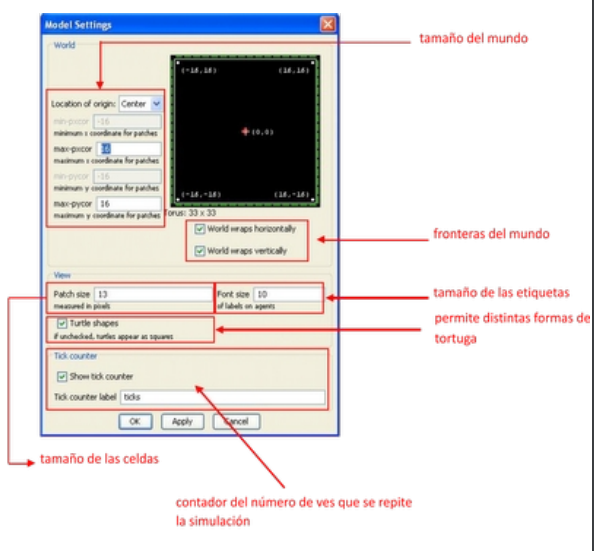 Model Settings
World
tamaño del mundo
(-16,16)
(16,16)
Location of origin: Center
min-pxcor -16
minimum x coordinate for patches
max-pxcor 16
maximum x coordinate for patches
(0,0)
min-pycor -16
minimum y coordinate for patches
max-pycor 16
maximum y coordinate for patches
(-16,-16)
(16,-16)
Torus: 33 x 33
World wraps horizontally
fronteras del mundo
World wraps vertically
View
Patch size 13
measured in pixels
Font size 10
of labels on agents
tamaño de las etiquetas
Turtle shapes
if unchecked, turtles appear as squares
permite distintas formas de
tortuga
Tick counter
Show tick counter
Tick counter label ticks
OK
Apply
Cancel
tamaño de las celdas
contador del número de ves que se repite
la simulación